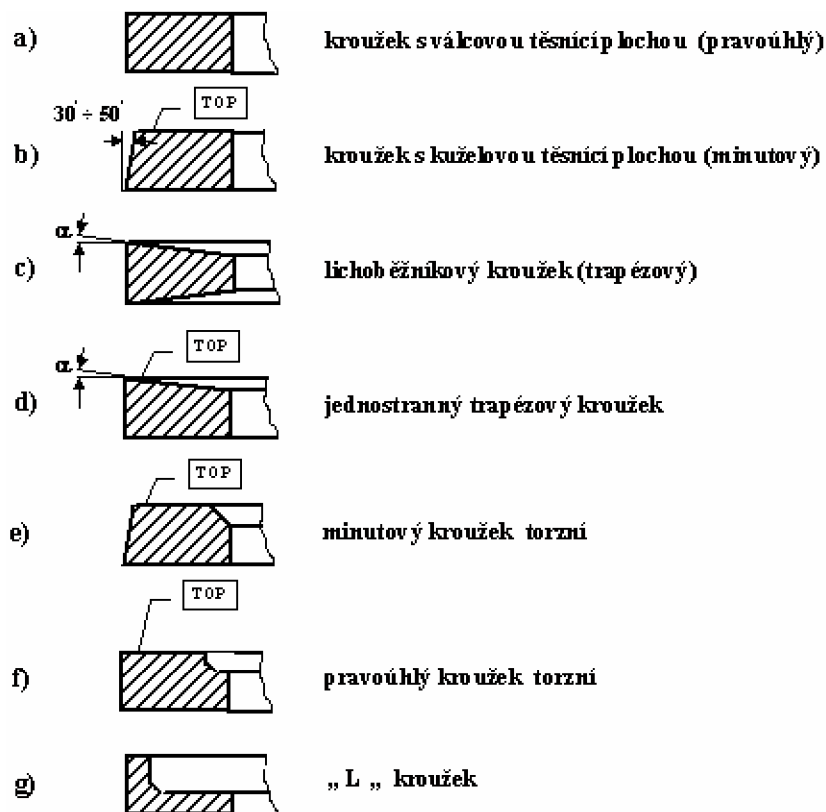 a) kroužek s válcovou těsnící plochou (pravoúhlý)
30' ÷ 50' TOP
b) kroužek s kuželovou těsnící plochou (minutový)
α
c) lichoběžníkový kroužek (trapézový)
α TOP
d) jednostranný trapézový kroužek
TOP
e) minutový kroužek torzní
TOP
f) pravoúhlý kroužek torzní
g) „ L „ kroužek